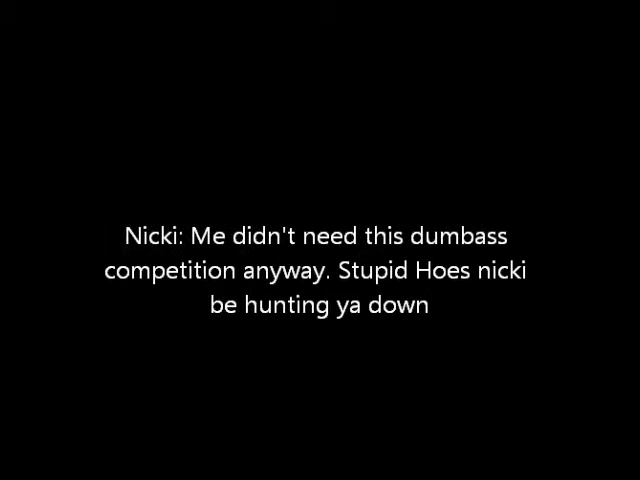 Nicki: Me didn't need this dumbass
competition anyway. Stupid Hoes nicki
be hunting ya down